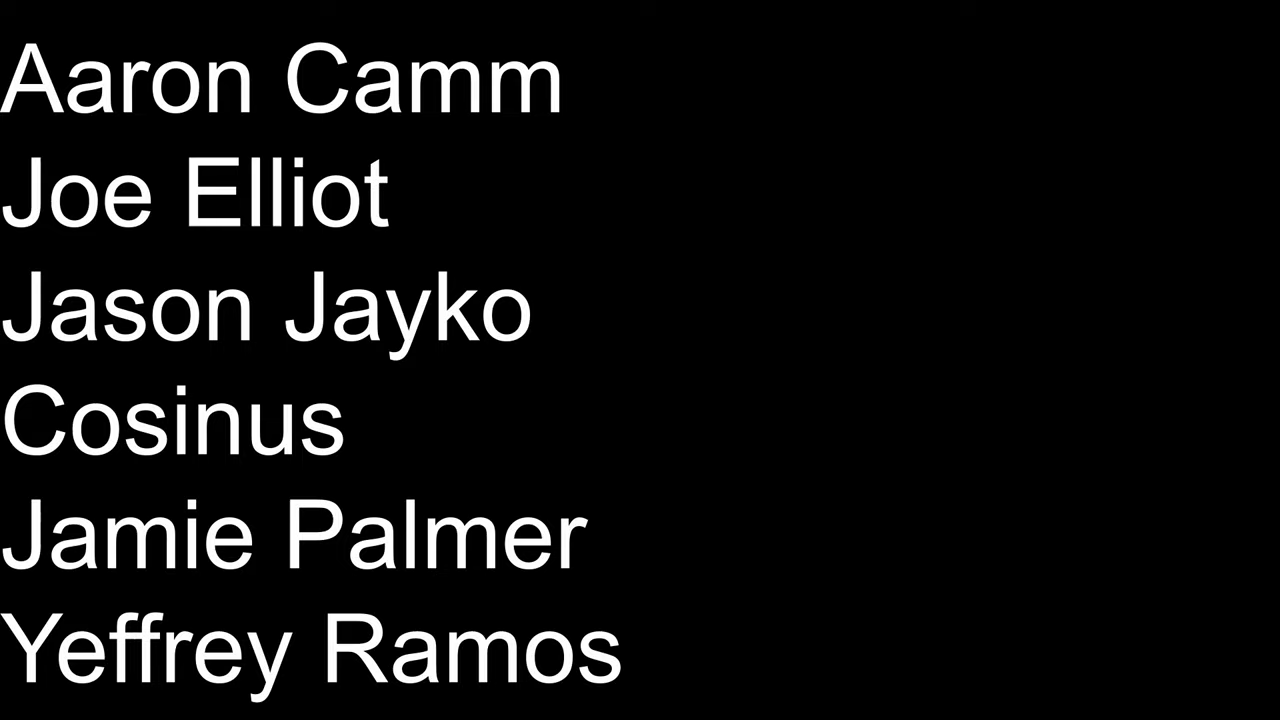 Aaron Camm
Joe Elliot
Jason Jayko
Cosinus
Jamie Palmer
Yeffrey Ramos